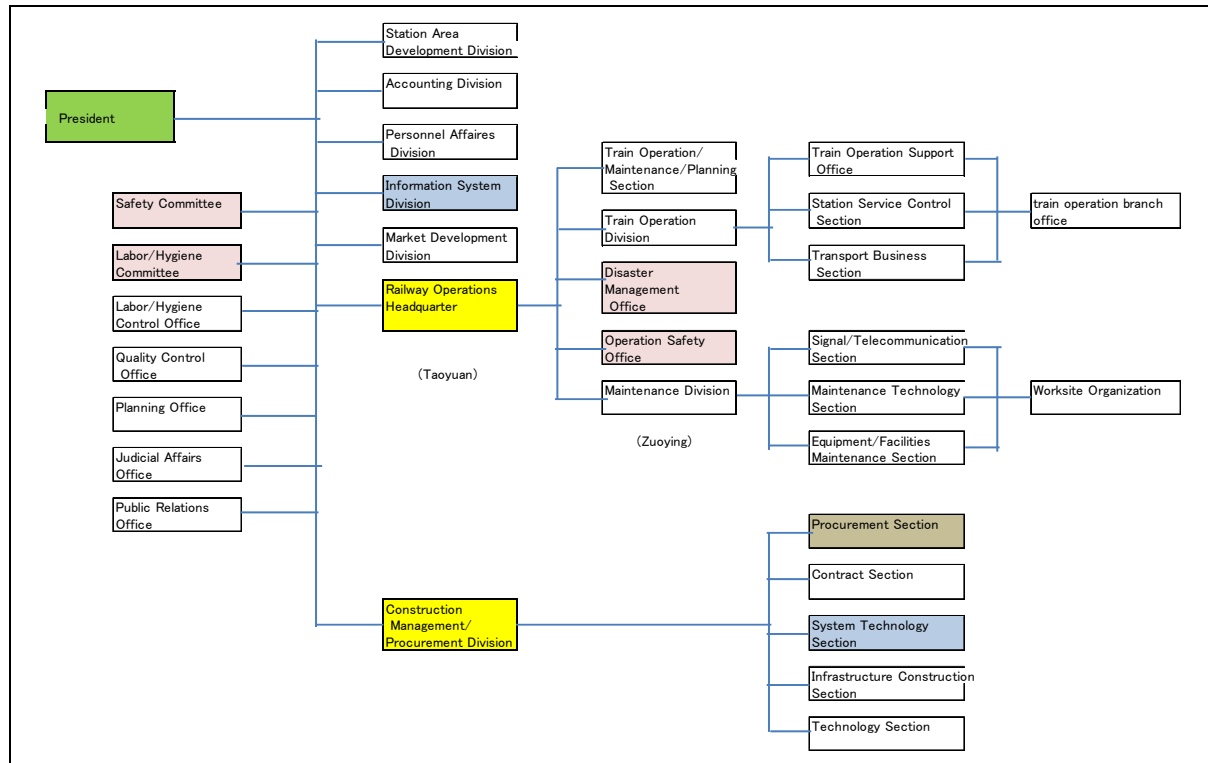 President
Safety Committee
Labor/Hygiene
Committee
Labor/Hygiene
Control Office
Quality Control
Office
Planning Office
Judicial Affairs
Office
Public Relations
Office
Station Area
Development Division
Accounting Division
Personnel Affaires
Division
Information System
Division
Market Development
Division
Railway Operations
Headquarter
(Taoyuan)
Construction
Management/
Procurement Division
Train Operation/
Maintenance/Planning
Section
Train Operation
Division
Disaster
Management
Office
Operation Safety
Office
Maintenance Division
(Zuoying)
Train Operation Support
Office
Station Service Control
Section
Transport Business
Section
Signal/Telecommunication
Section
Maintenance Technology
Section
Equipment/Facilities
Maintenance Section
Procurement Section
Contract Section
System Technology
Section
Infrastructure Construction
Section
Technology Section
train operation branch
office
Worksite Organization